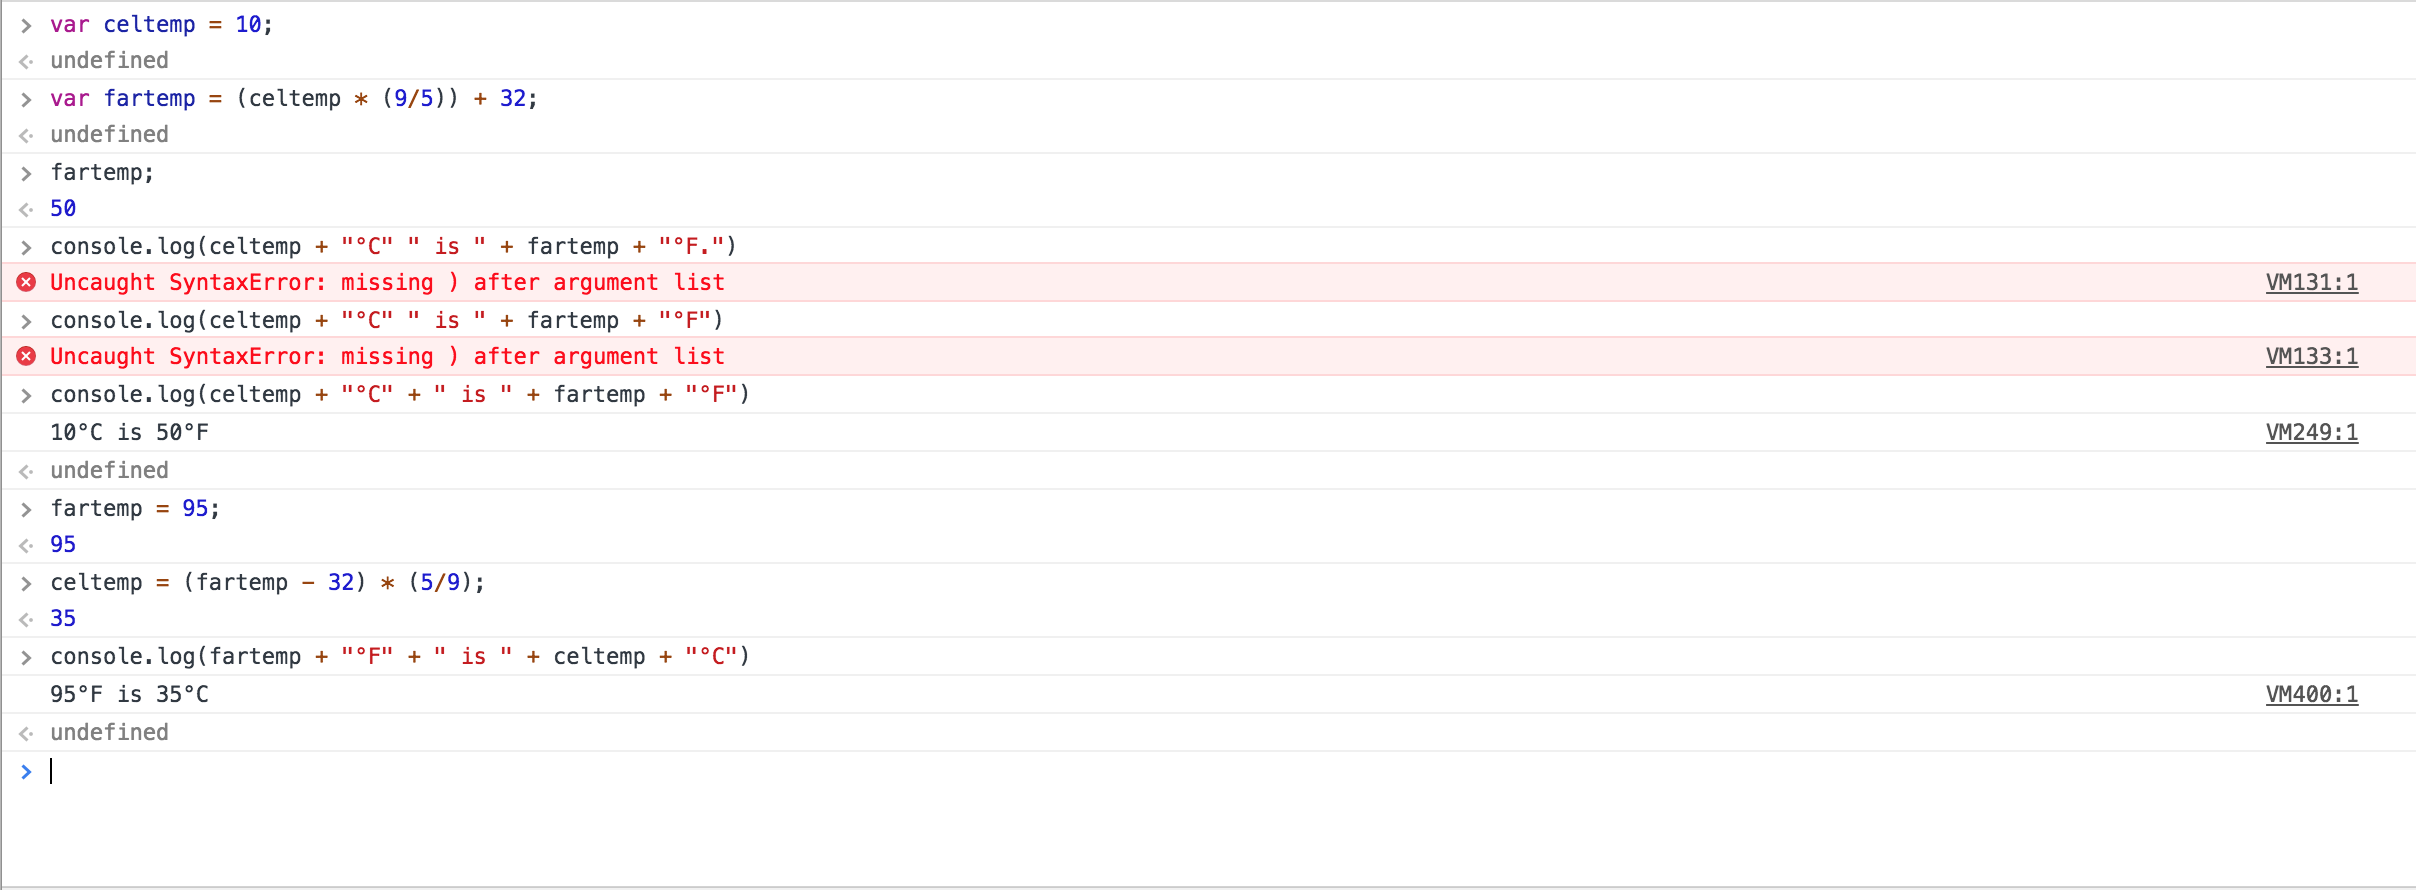 var celtemp = 10;
undefined
var fartemp = (celtemp * (9/5)) + 32;
undefined
fartemp;
50
console.log(celtemp + "°C" " is " + fartemp + "°F.")
Uncaught SyntaxError: missing ) after argument list VM131:1
console.log(celtemp + "°C" " is " + fartemp + "°F")
Uncaught SyntaxError: missing ) after argument list VM133:1
console.log(celtemp + "°C" + " is " + fartemp + "°F")
10°C is 50°F VM249:1
undefined
fartemp = 95;
95
celtemp = (fartemp - 32) * (5/9);
35
console.log(fartemp + "°F" + " is " + celtemp + "°C")
95°F is 35°C VM400:1
undefined